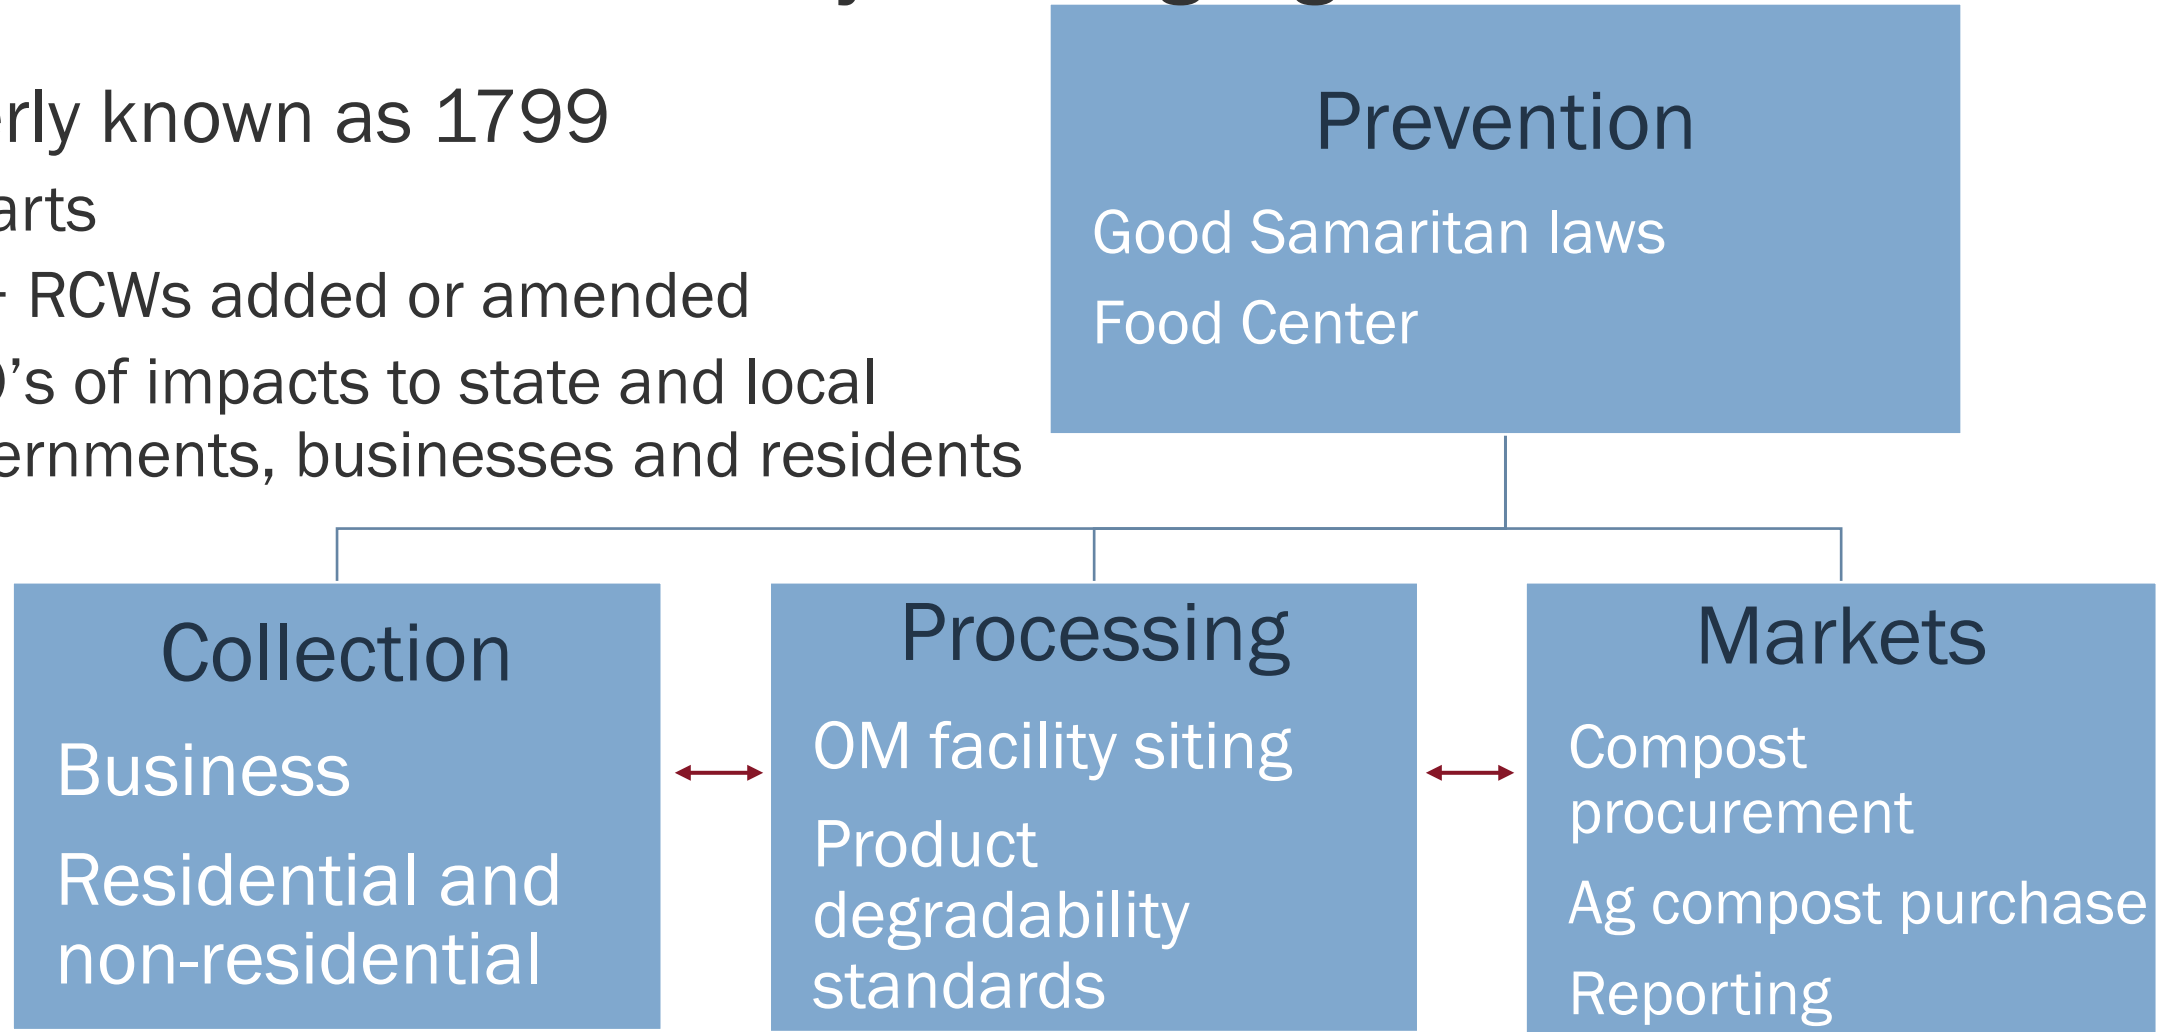 erly known as 1799
arts
RCWs added or amended
's of impacts to state and local
ernments, businesses and residents
Prevention
Good Samaritan laws
Food Center
Collection
Business
Residential and
non-residential
Processing
OM facility siting
Product
degradability
standards
Markets
Compost
procurement
Ag compost purchase
Reporting